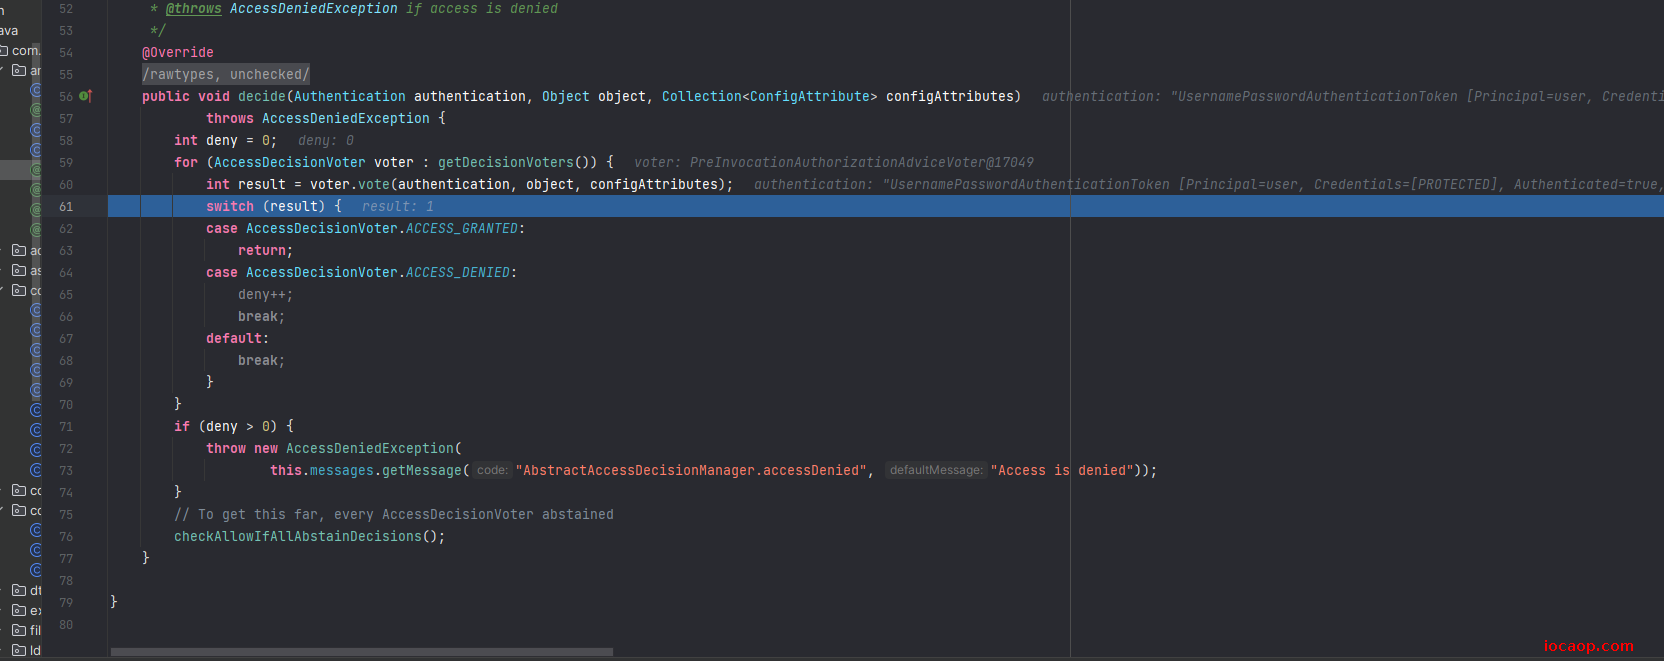 n
52 * @throws AccessDeniedException if access is denied
ava 53 */
com. 54 @Override
ar 55 /rawtypes, unchecked/
56 public void decide(Authentication authentication, Object object, Collection<ConfigAttribute> configAttributes) authentication: "UsernamePasswordAuthenticationToken [Principal=user, Credenti
57 throws AccessDeniedException {
58 int deny = 0; deny: 0
59 for (AccessDecisionVoter voter : getDecisionVoters()) { voter: PreInvocationAuthorizationAdviceVoter@17049
60 int result = voter.vote(authentication, object, configAttributes); authentication: "UsernamePasswordAuthenticationToken [Principal=user, Credentials=[PROTECTED], Authenticated=true,
61 switch (result) { result: 1
62 case AccessDecisionVoter.ACCESS_GRANTED:
ac 63 return;
as 64 case AccessDecisionVoter.ACCESS_DENIED:
co 65 deny++;
66 break;
67 default:
68 break;
69 }
70 }
71 if (deny > 0) {
72 throw new AccessDeniedException(
73 this.messages.getMessage( code: "AbstractAccessDecisionManager.accessDenied", defaultMessage: "Access is denied"));
co 74 }
co 75 // To get this far, every AccessDecisionVoter abstained
76 checkAllowIfAllAbstainDecisions();
77 }
78
dt 79 }
ex 80
fil
ld
iocaop.com